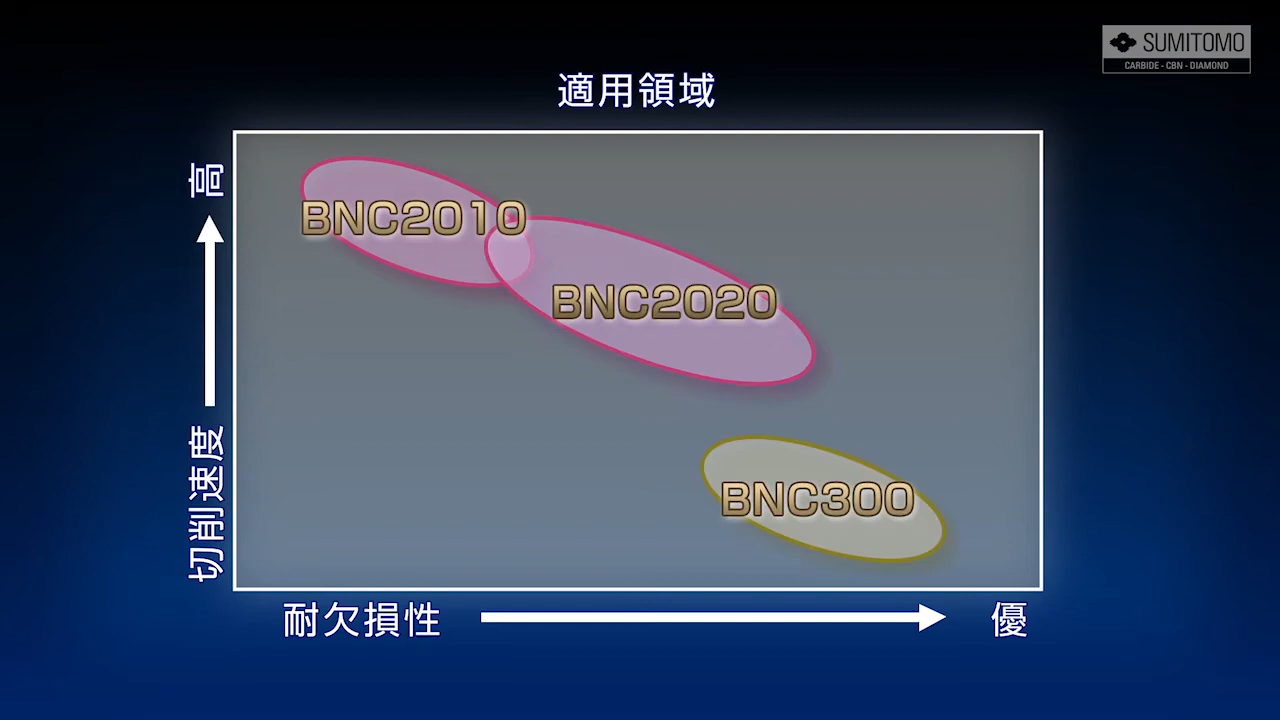 SUMITOMO
CARBIDE - CBN - DIAMOND
適用領域
高
切削速度
BNC2010
BNC2020
BNC300
耐欠損性
優